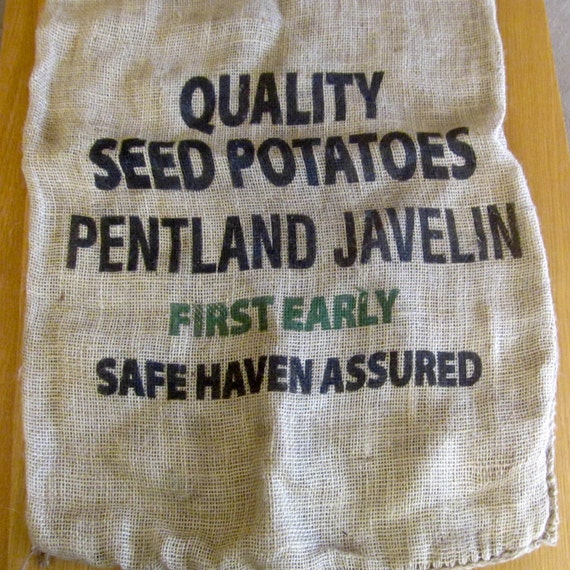 QUALITY
SEED POTATOES
PENTLAND JAVELIN
FIRST EARLY
SAFE HAVEN ASSURED